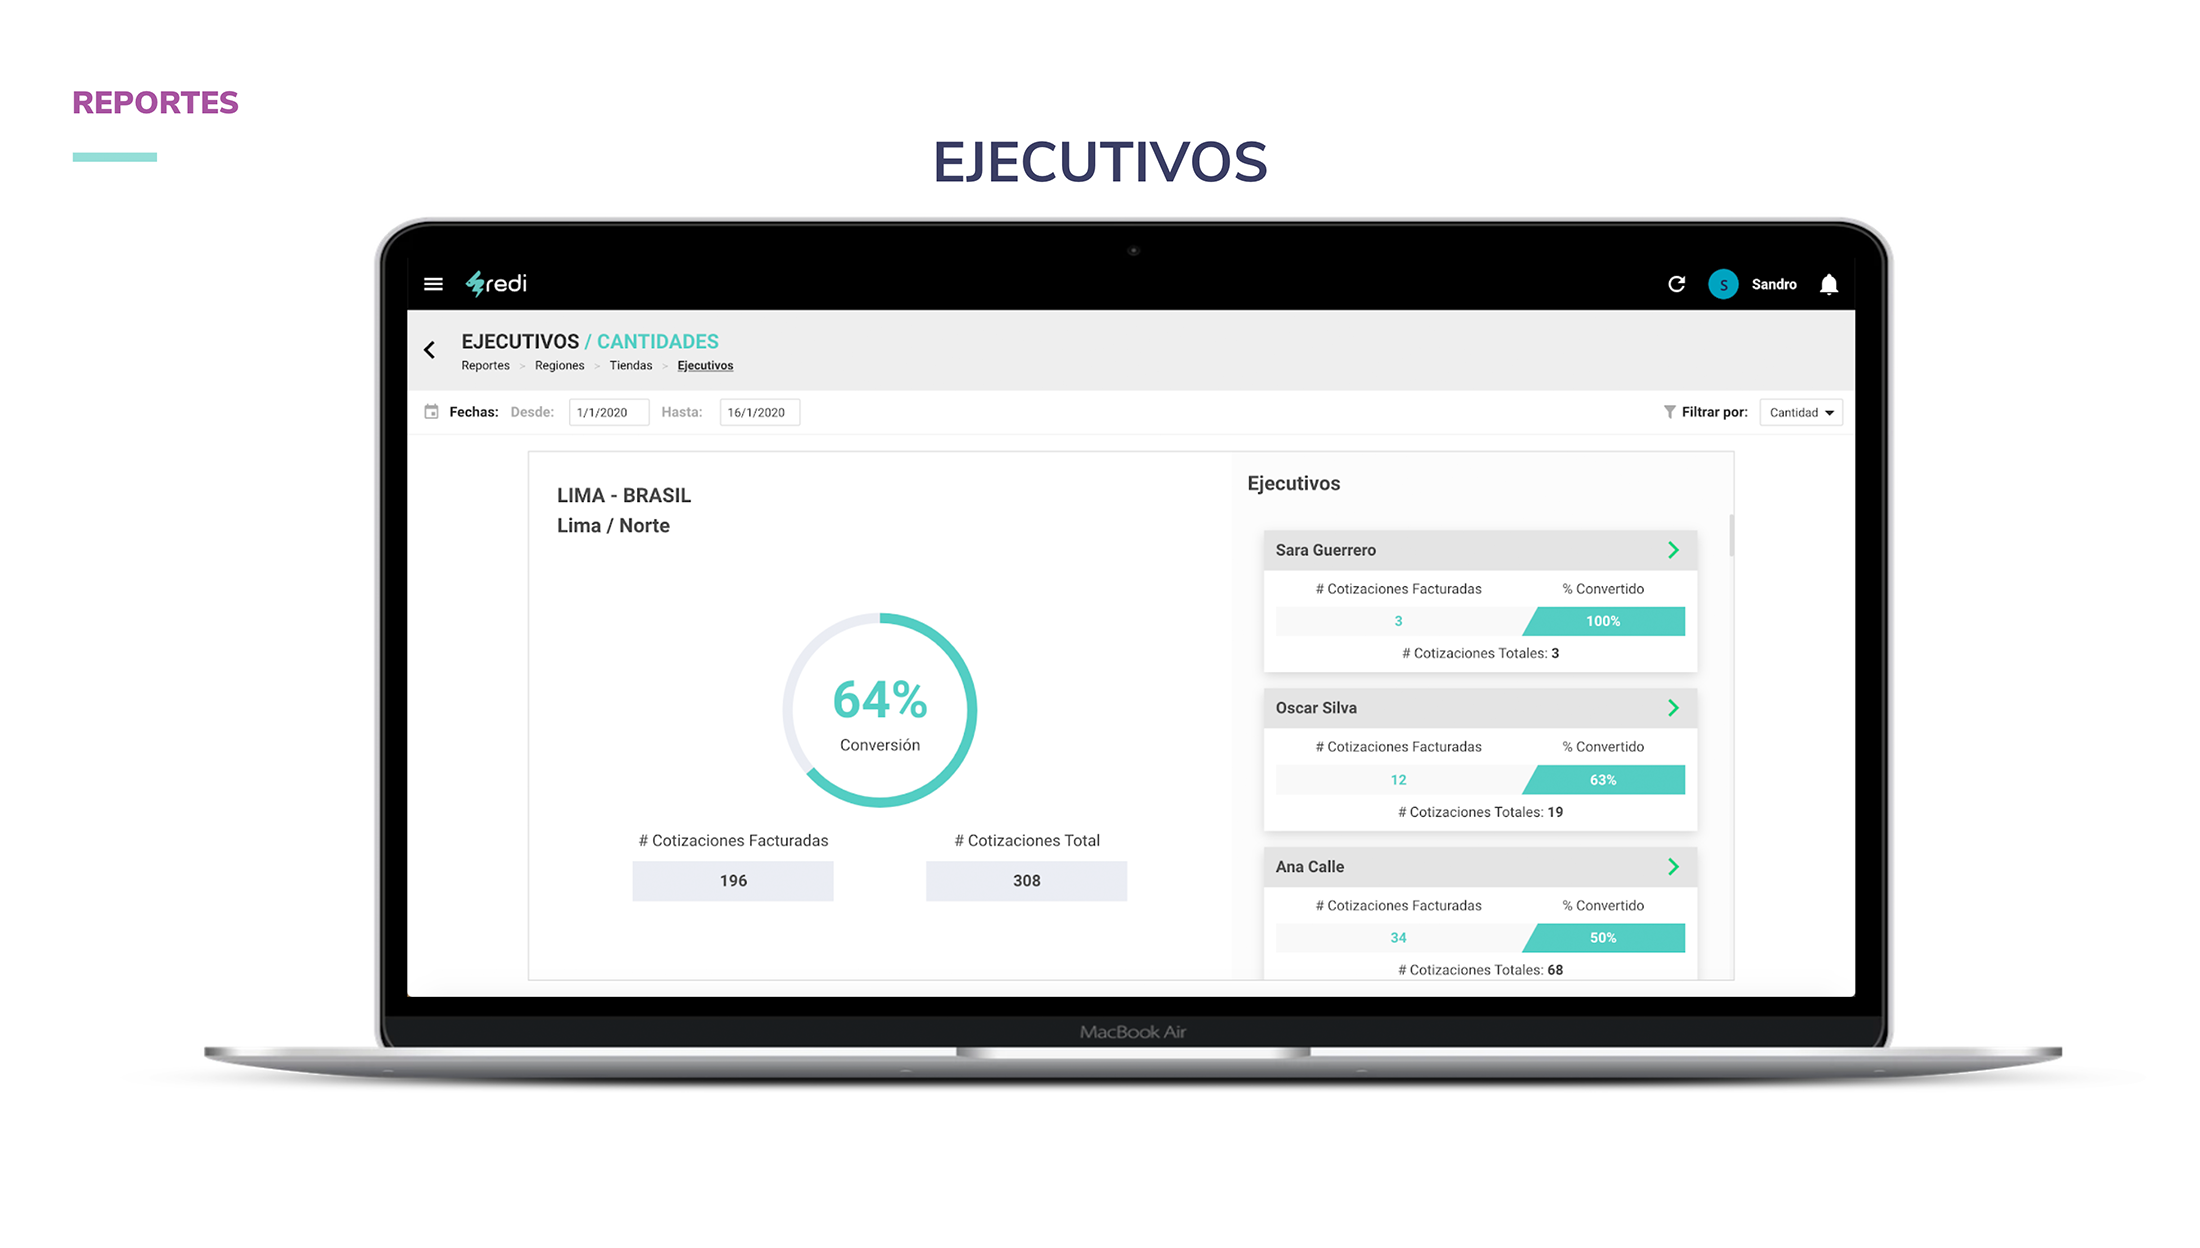 REPORTES
EJECUTIVOS
redi
S
Sandro
EJECUTIVOS / CANTIDADES
Reportes > Regiones > Tiendas > Ejecutivos
Fechas: Desde: 1/1/2020 Hasta: 16/1/2020
Filtrar por: Cantidad
LIMA - BRASIL
Lima / Norte
64%
Conversión
# Cotizaciones Facturadas # Cotizaciones Total
196 308
Ejecutivos
Sara Guerrero
# Cotizaciones Facturadas % Convertido
3 100%
# Cotizaciones Totales: 3
Oscar Silva
# Cotizaciones Facturadas % Convertido
12 63%
# Cotizaciones Totales: 19
Ana Calle
# Cotizaciones Facturadas % Convertido
34 50%
# Cotizaciones Totales: 68
MacBook Air